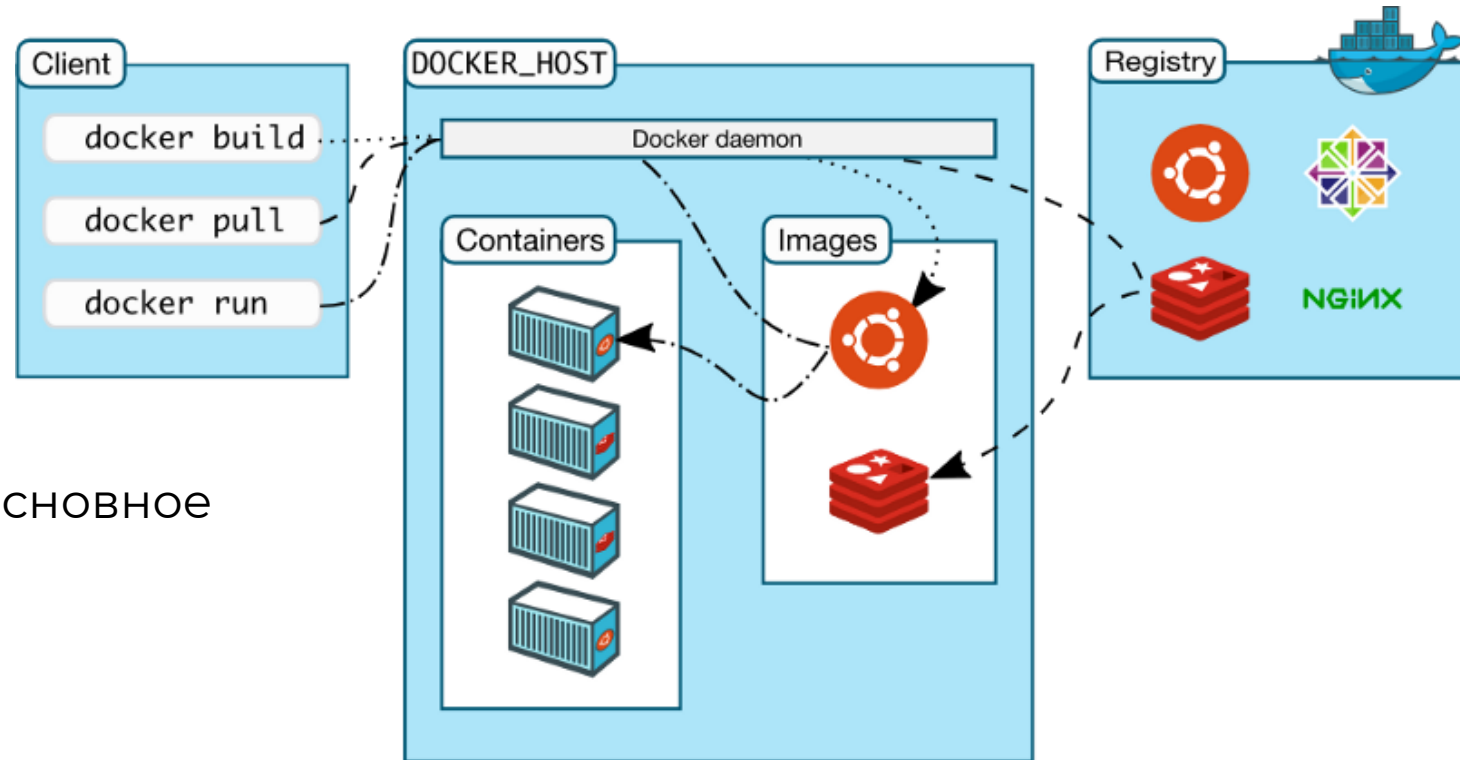 Client
docker build
docker pull
docker run
DOCKER_HOST
Docker daemon
Containers
Images
Registry
NGiNX
сновное